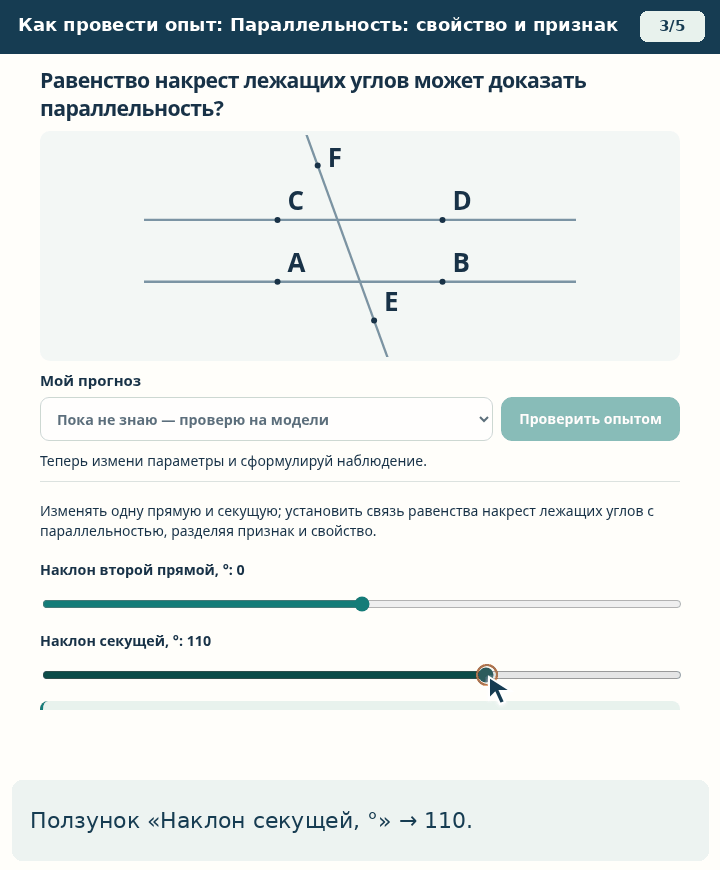 Как провести опыт: Параллельность: свойство и признак
3/5
Равенство накрест лежащих углов может доказать
параллельность?
F
C
D
A
B
E
Мой прогноз
Пока не знаю — проверю на модели
Проверить опытом
Теперь измени параметры и сформулируй наблюдение.
Изменять одну прямую и секущую; установить связь равенства накрест лежащих углов с
параллельностью, разделяя признак и свойство.
Наклон второй прямой, °: 0
Наклон секущей, °: 110
Ползунок «Наклон секущей, °» → 110.